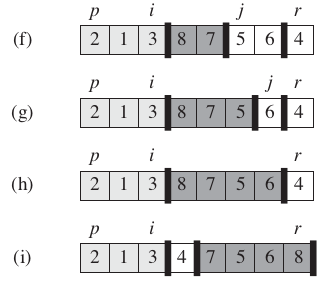 p i j r
(f) 2 1 3 8 7 5 6 4
p i j r
(g) 2 1 3 8 7 5 6 4
p i r
(h) 2 1 3 8 7 5 6 4
p i r
(i) 2 1 3 4 7 5 6 8